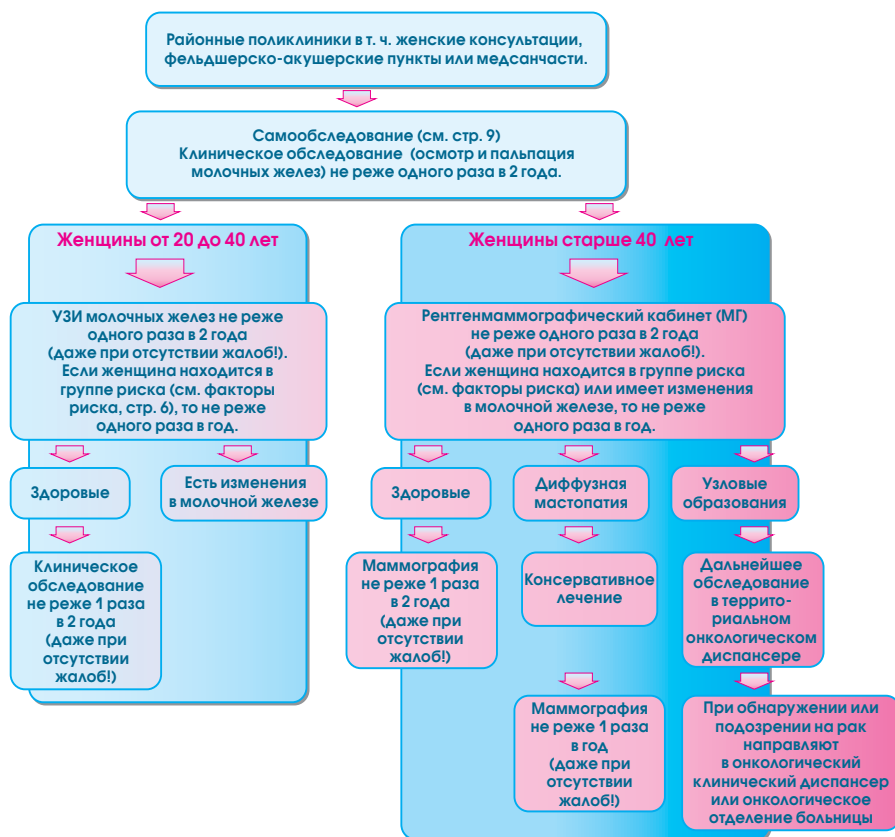 Районные поликлиники в т. ч. женские консультации,
фельдшерско-акушерские пункты или медсанчасти.
Самообследование (см. стр. 9)
Клиническое обследование (осмотр и пальпация
молочных желез) не реже одного раза в 2 года.
Женщины от 20 до 40 лет
УЗИ молочных желез не реже
одного раза в 2 года
(даже при отсутствии жалоб!).
Если женщина находится в
группе риска (см. факторы
риска, стр. 6), то не реже
одного раза в год.
Здоровые
Есть изменения
в молочной железе
Клиническое
обследование
не реже 1 раза
в 2 года
(даже при
отсутствии
жалоб!)
Женщины старше 40 лет
Рентгенмаммографический кабинет (МГ)
не реже одного раза в 2 года
(даже при отсутствии жалоб!).
Если женщина находится в группе риска
(см. факторы риска) или имеет изменения
в молочной железе, то не реже
одного раза в год.
Здоровые
Маммография
не реже 1 раза
в 2 года
(даже при
отсутствии
жалоб!)
Диффузная
мастопатия
Консервативное
лечение
Маммография
не реже 1 раза
в год
(даже при
отсутствии
жалоб!)
Узловые
образования
Дальнейшее
обследование
в террито-
риальном
онкологическом
диспансере
При обнаружении или
подозрении на рак
направляют
в онкологический
клинический диспансер
или онкологическое
отделение больницы